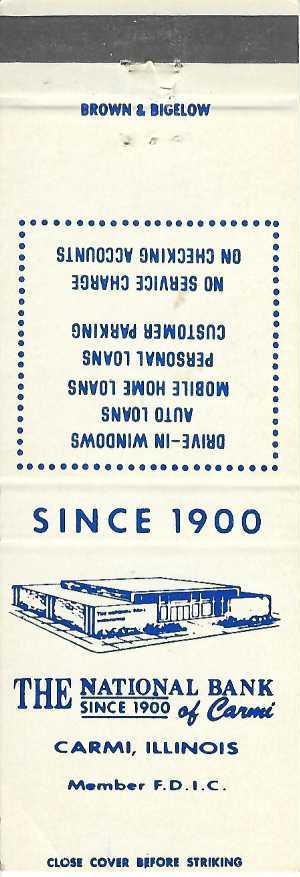 BROWN & BIGELOW
DRIVE-IN WINDOWS
AUTO LOANS
MOBILE HOME LOANS
PERSONAL LOANS
CUSTOMER PARKING
NO SERVICE CHARGE
ON CHECKING ACCOUNTS
SINCE 1900
THE NATIONAL BANK
SINCE 1900 of Carmi
CARMI, ILLINOIS
Member F.D.I.C.
CLOSE COVER BEFORE STRIKING